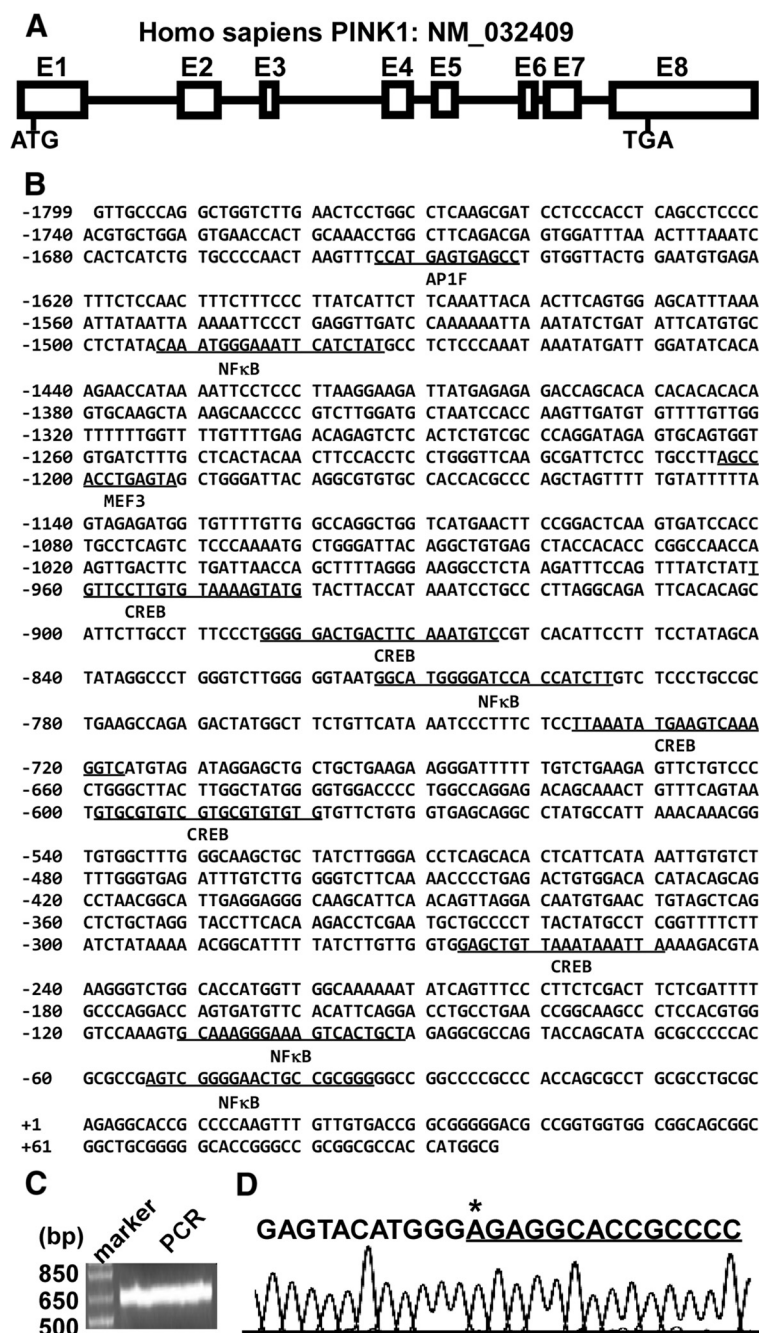 A
Homo sapiens PINK1: NM_032409
E1 E2 E3 E4 E5 E6 E7 E8
ATG TGA
B
-1799 GTTGCCCAG GCTGGTCTTG AACTCCTGGC CTCAAGCGAT CCTCCCACCT CAGCCTCCCC
-1740 ACGTGCTGGA GTGAACCACT GCAAACCTGG CTTCAGACGA GTGGATTTAA ACTTTAAATC
-1680 CACTCATCTG TGCCCCAACT AAGTTTCCAT GAGTGAGCCT GTGGTTACTG GAATGTGAGA
AP1F
-1620 TTTCTCCAAC TTTCTTTCCC TTATCATTCT TCAAATTACA ACTTCAGTGG AGCATTTAAA
-1560 ATTATAATTA AAAATTCCCT GAGGTTGATC CAAAAAATTA AATATCTGAT ATTCATGTGC
-1500 CTCTATACAA ATGGGAAATT CATCTATGCC TCTCCCAAAT AAATATGATT GGATATCACA
NFκB
-1440 AGAACCATAA AATTCCTCCC TTAAGGAAGA TTATGAGAGA GACCAGCACA CACACACACA
-1380 GTGCAAGCTA AAGCAACCCC GTCTTGGATG CTAATCCACC AAGTTGATGT GTTTTGTTGG
-1320 TTTTTTGGTT TTGTTTTGAG ACAGAGTCTC ACTCTGTCGC CCAGGATAGA GTGCAGTGGT
-1260 GTGATCTTTG CTCACTACAA CTTCCACCTC CTGGGTTCAA GCGATTCTCC TGCCTTAGCC
-1200 ACCTGAGTAG CTGGGATTAC AGGCGTGTGC CACCACGCCC AGCTAGTTTT TGTATTTTTA
MEF3
-1140 GTAGAGATGG TGTTTTGTTG GCCAGGCTGG TCATGAACTT CCGGACTCAA GTGATCCACC
-1080 TGCCTCAGTC TCCCAAAATG CTGGGATTAC AGGCTGTGAG CTACCACACC CGGCCAACCA
-1020 AGTTGACTTC TGATTAACCA GCTTTTAGGG AAGGCCTCTA AGATTTCCAG TTTATCTATT
-960 GTTCCTTGTG TAAAAGTATG TACTTACCAT AAATCCTGCC CTTAGGCAGA TTCACACAGC
CREB
-900 ATTCTTGCCT TTCCCTGGGG GACTGACTTC AAATGTCCGT CACATTCCTT TCCTATAGCA
CREB
-840 TATAGGCCCT GGGTCTTGGG GGTAATGGCA TGGGGATCCA CCATCTTGTC TCCCTGCCGC
NFκB
-780 TGAAGCCAGA GACTATGGCT TCTGTTCATA AATCCCTTTC TCCTTAAATA TGAAGTCAAA
CREB
-720 GGTCATGTAG ATAGGAGCTG CTGCTGAAGA AGGGATTTTT TGTCTGAAGA GTTCTGTCCC
-660 CTGGGCTAAC TTGGCTATGG GGTGGACCCC TGGCCAGGAG ACAGCAAACT GTTTCAGTAA
-600 TGTGTGCGTGTC GTGCGTGTGT GTGTTCTGTG GTGAGCAGGC CTATGCCATT AAACAAACGG
CREB
-540 TGTGGCTTTG GGCAAGCTGC TATCTTGGGA CCTCAGCACA CTCATTCATA AATTGTGTCT
-480 TTTGGGTGAG ATTTGTCTTG GGGTCTTCAA AACCCCTGAG ACTGTGGACA CATACAGCAG
-420 CCTAACGGCA TTGAGGAGGG CAAGCATTCA ACAGTTAGGA CAATGTGAAC TGTAGCTCAG
-360 CTCTGCTAGG TACCTTCACA AGACCTCGAA TGCTGCCCCT TACTATGCCT CGGTTTTCTT
-300 ATCTATAAAA ACGGCATTTT TATCTTGTTG GTGGAGCTGT TAAATAAATT AAAAGACGTA
CREB
-240 AAGGGTCTGG CACCATGGTT GGCAAAAAAT ATCAGTTTCC CTTCTCGACT TCTCGATTTT
-180 GCCCAGGACC AGTGATGTTC ACATTCAGGA CCTGCCTGAA CCGGCAAGCC CTCCACGTGG
-120 GTCCAAAGTG CAAAGGGAAA GTCACTGCTA GAGGCGCCAG TACCAGCATA GCGCCCCCAC
NFκB
-60 GCGCCGAGTC GGGGAACTGC CGCGGGGGCC GGCCCCGCCC ACCAGCGCCT GCGCCTGCGC
NFκB
+1 AGAGGCACCG CCCCAAGTTT GTTGTGACCG GCGGGGGACG CCGGTGGTGG CGGCAGCGGC
+61 GGCTGCGGGG GCACCGGGCC GCGGCGCCAC CATGGCG
C D
(bp) marker PCR
850
650
500
*
GAGTACATGGGAGAGGCACCGCCCC